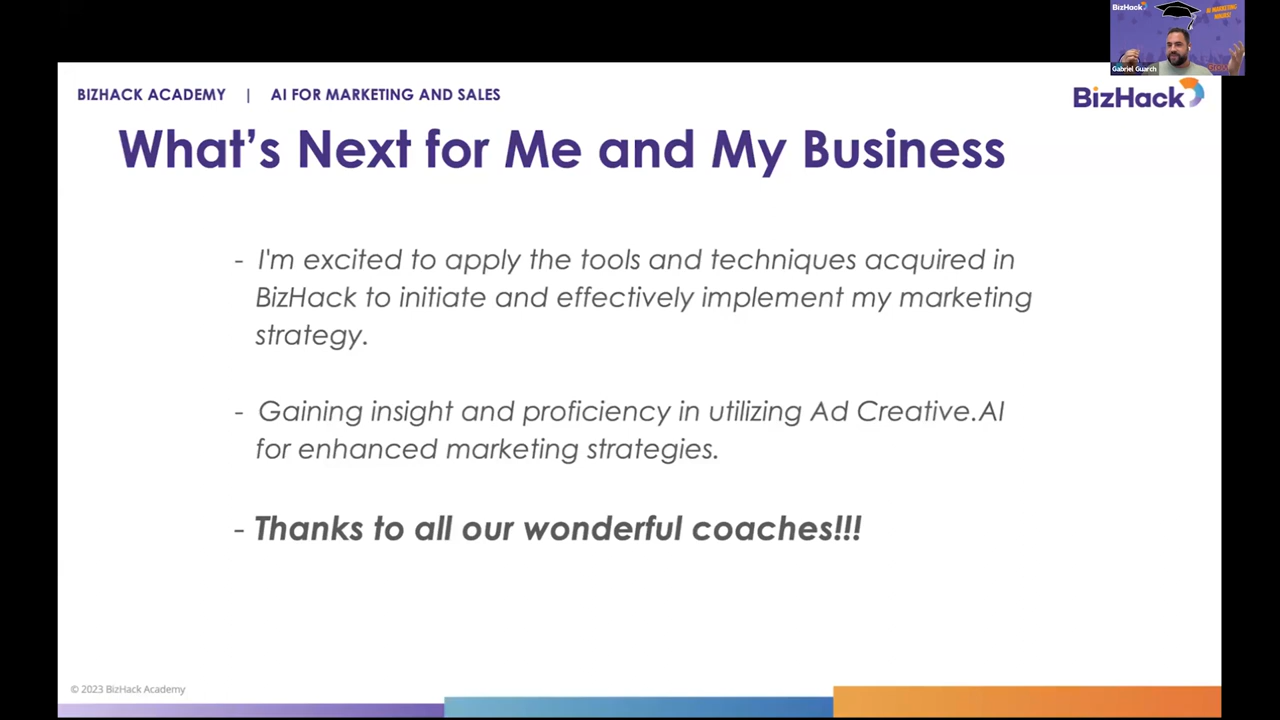 BizHack
AI MARKETING
Gabriel Guarch
BIZHACK ACADEMY | AI FOR MARKETING AND SALES
BizHack
What's Next for Me and My Business
- I'm excited to apply the tools and techniques acquired in
BizHack to initiate and effectively implement my marketing
strategy.
- Gaining insight and proficiency in utilizing Ad Creative.AI
for enhanced marketing strategies.
- Thanks to all our wonderful coaches!!!
© 2023 BizHack Academy